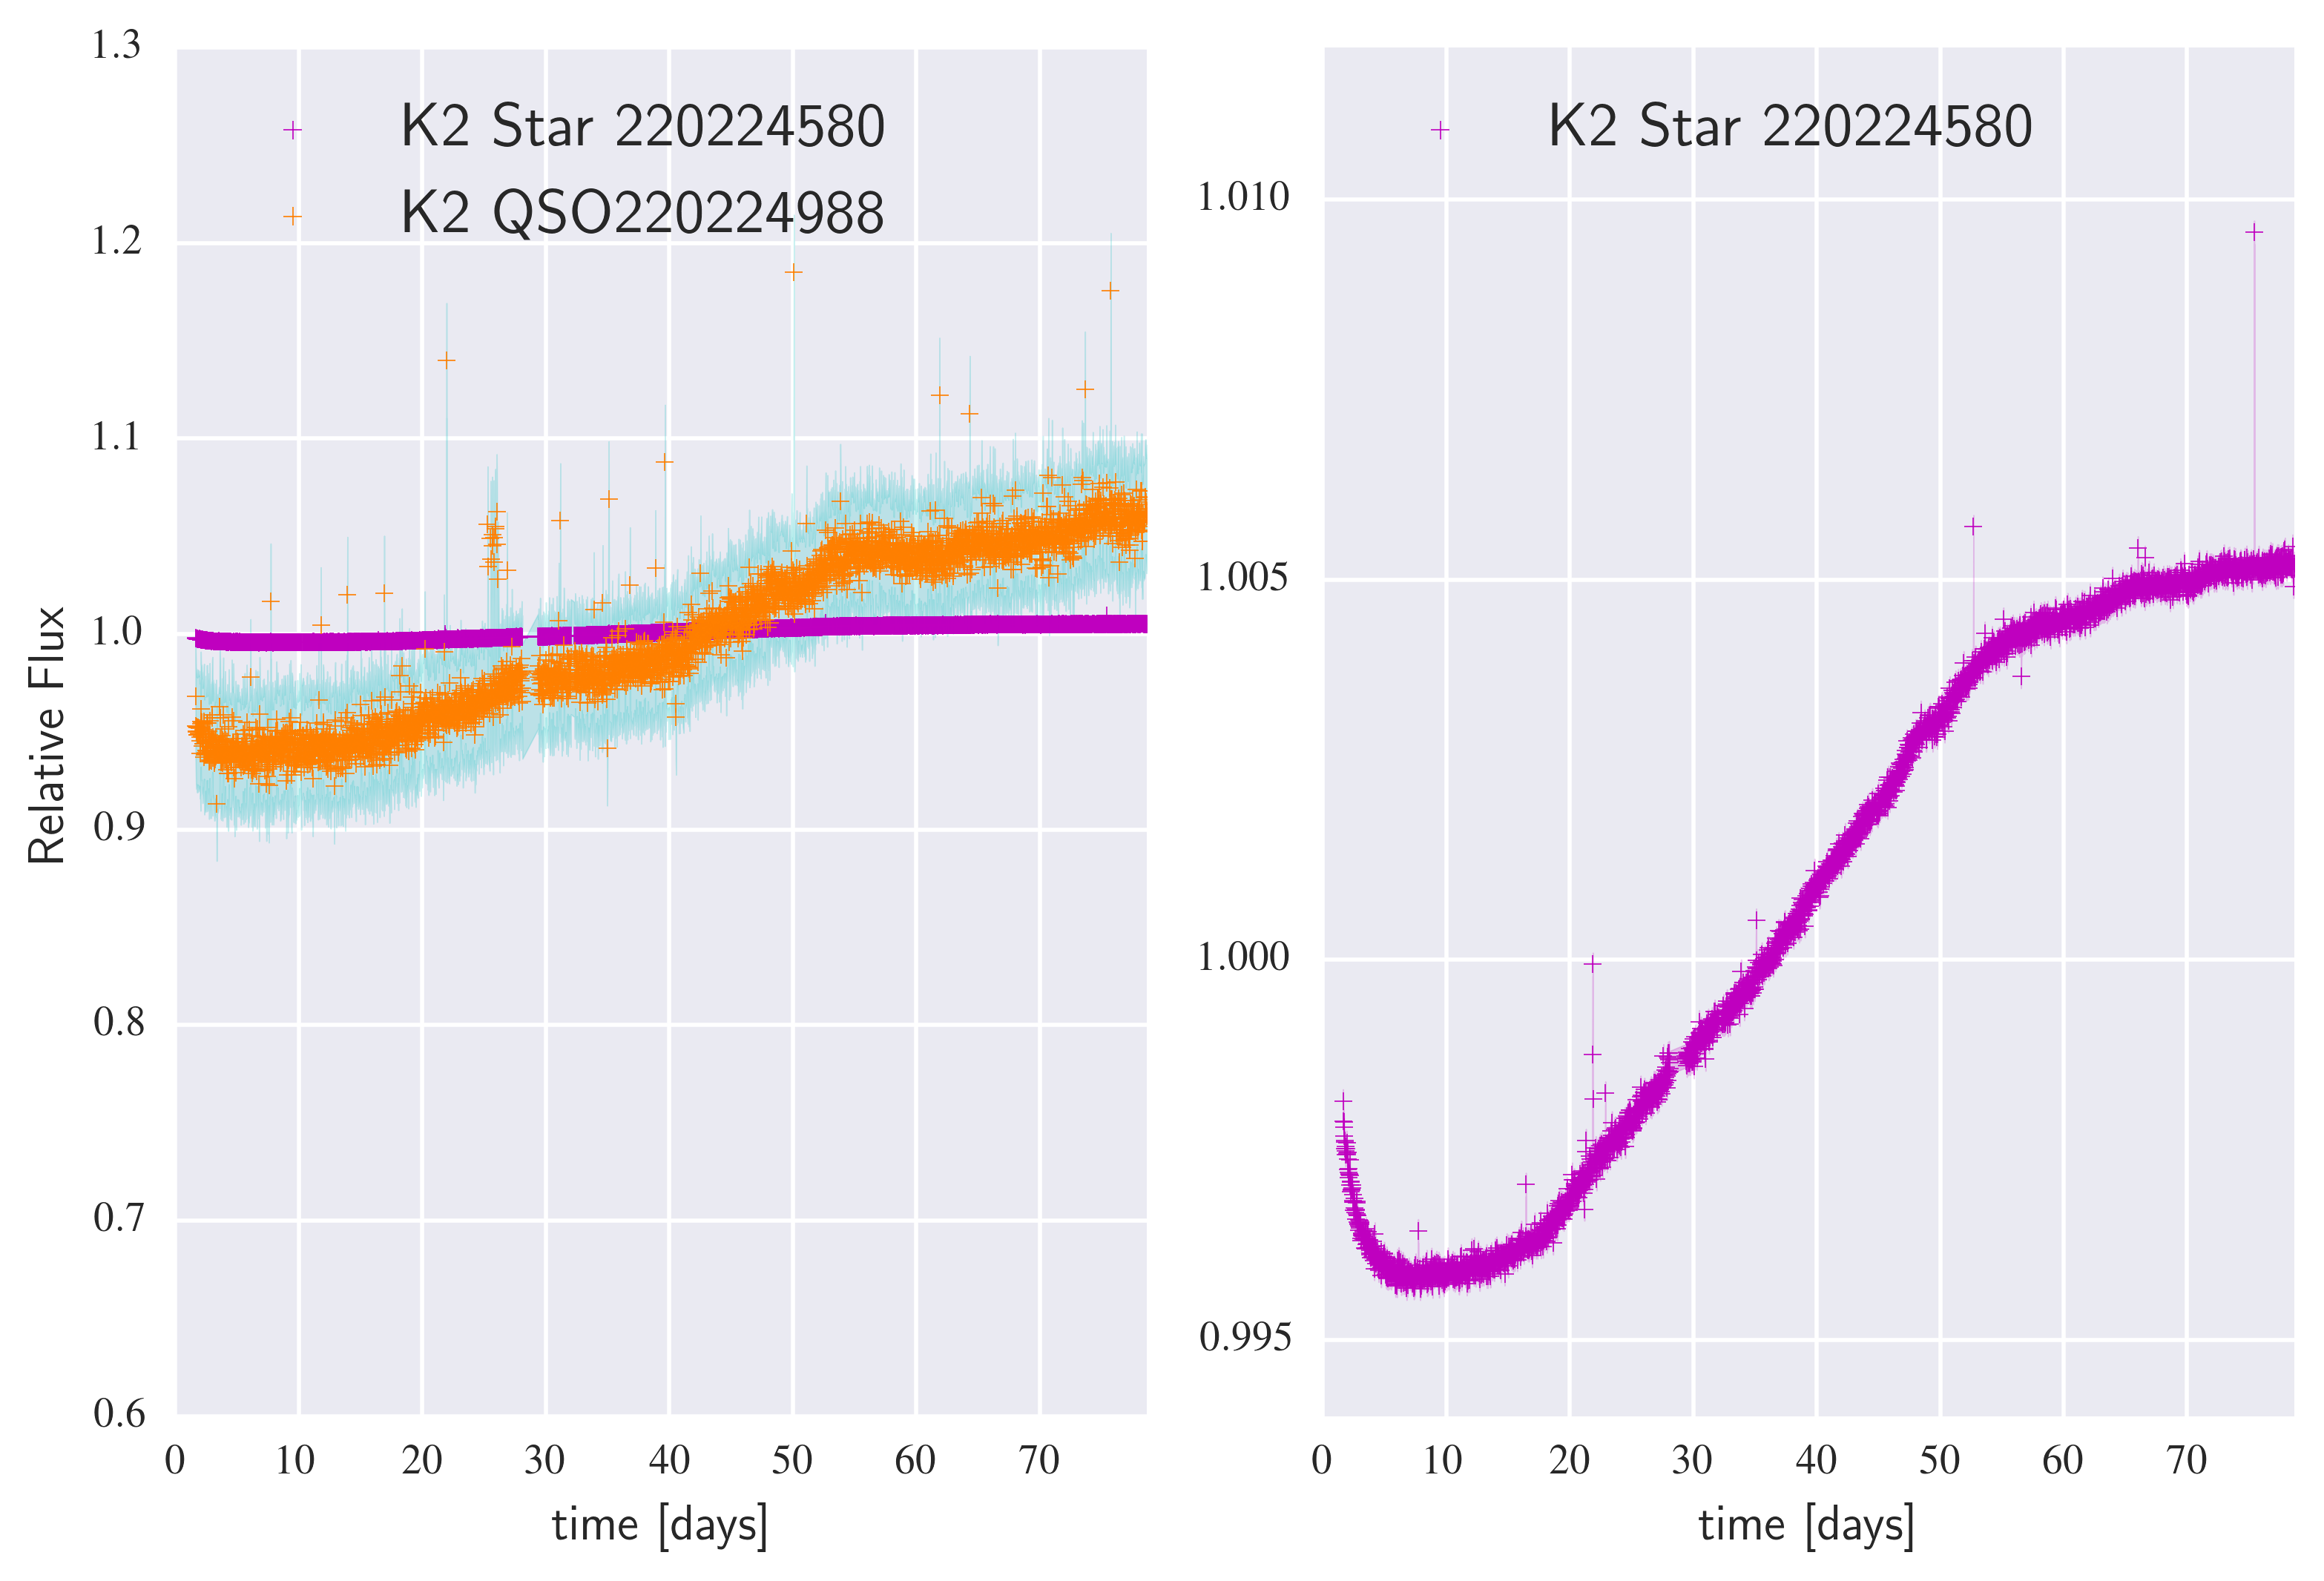 K2 Star 220224580
K2 QSO220224988
Relative Flux
1.3
1.2
1.1
1.0
0.9
0.8
0.7
0.6
0 10 20 30 40 50 60 70
time [days]
K2 Star 220224580
1.010
1.005
1.000
0.995
0 10 20 30 40 50 60 70
time [days]